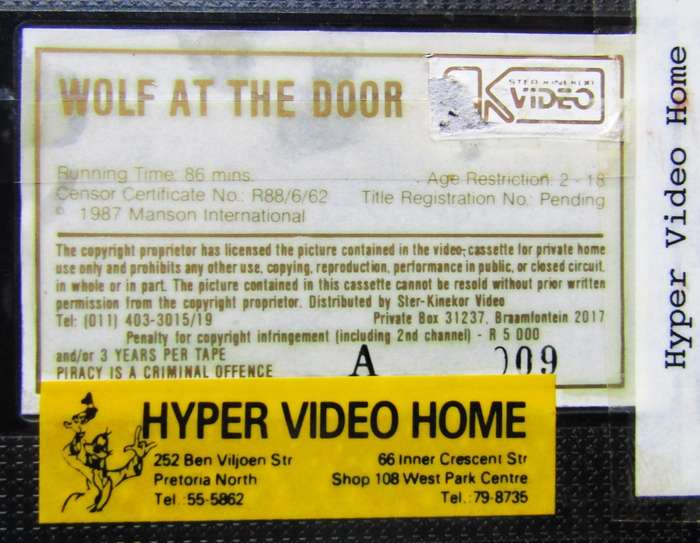 WOLF AT THE DOOR
STER-KINEKOR
VIDEO
Running Time: 86 mins.
Age Restriction: 2 - 18
Censor Certificate No.: R88/6/62
Title Registration No.: Pending
© 1987 Manson International
The copyright proprietor has licensed the picture contained in the video-cassette for private home
use only and prohibits any other use, copying, reproduction, performance in public, or closed circuit,
in whole or in part. The picture contained in this cassette cannot be resold without prior written
permission from the copyright proprietor. Distributed by Ster-Kinekor Video
Tel: (011) 403-3015/19
Private Box 31237, Braamfontein 2017
Penalty for copyright infringement (including 2nd channel) - R 5 000
and/or 3 YEARS PER TAPE
PIRACY IS A CRIMINAL OFFENCE
A 009
HYPER VIDEO HOME
252 Ben Viljoen Str
Pretoria North
Tel: 55-5862
66 Inner Crescent Str
Shop 108 West Park Centre
Tel.: 79-8735
Hyper Video Home